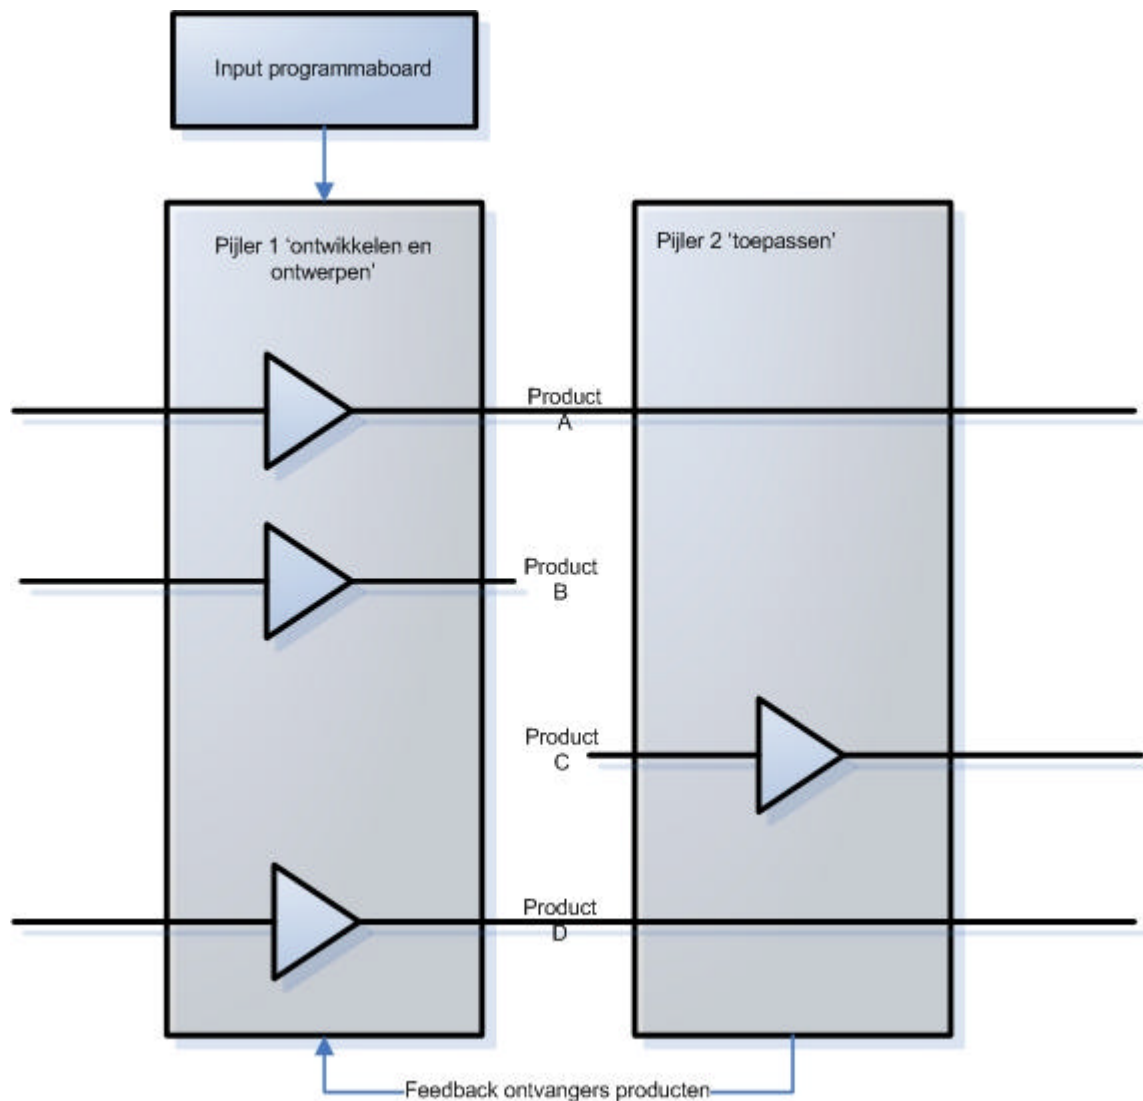 Input programmaboard
Pijler 1 ‘ontwikkelen en
ontwerpen’
Pijler 2 ‘toepassen’
Product
A
Product
B
Product
C
Product
D
Feedback ontvangers producten